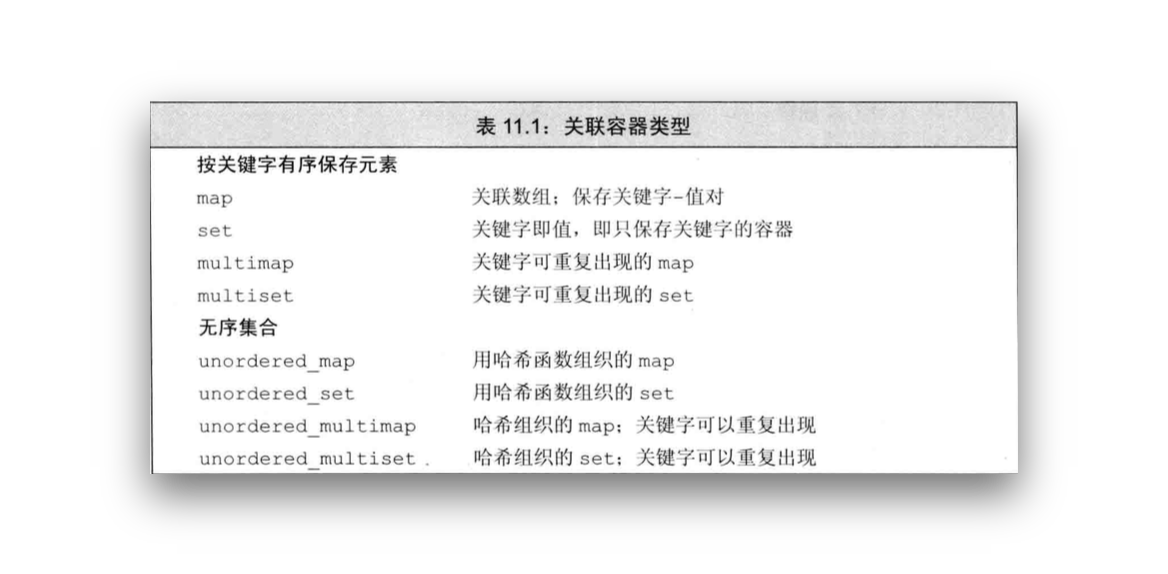 表 11.1：关联容器类型
按关键字有序保存元素
map 关联数组；保存关键字-值对
set 关键字即值，即只保存关键字的容器
multimap 关键字可重复出现的 map
multiset 关键字可重复出现的 set
无序集合
unordered_map 用哈希函数组织的 map
unordered_set 用哈希函数组织的 set
unordered_multimap 哈希组织的 map；关键字可以重复出现
unordered_multiset 哈希组织的 set；关键字可以重复出现